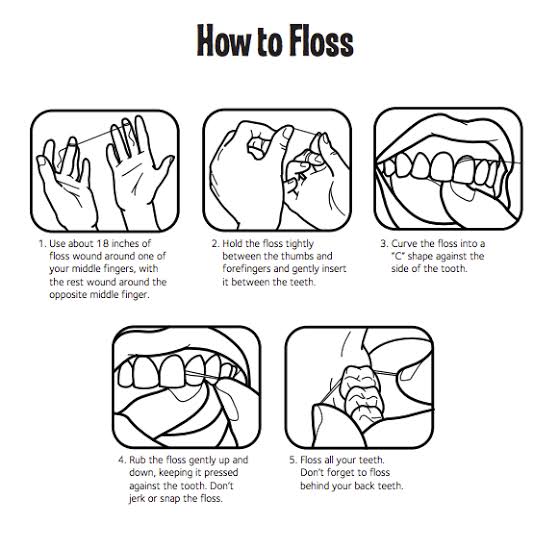 How to Floss
1. Use about 18 inches of
floss wound around one of
your middle fingers, with
the rest wound around the
opposite middle finger.
2. Hold the floss tightly
between the thumbs and
forefingers and gently insert
it between the teeth.
3. Curve the floss into a
"C" shape against the
side of the tooth.
4. Rub the floss gently up and
down, keeping it pressed
against the tooth. Don't
jerk or snap the floss.
5. Floss all your teeth.
Don't forget to floss
behind your back teeth.